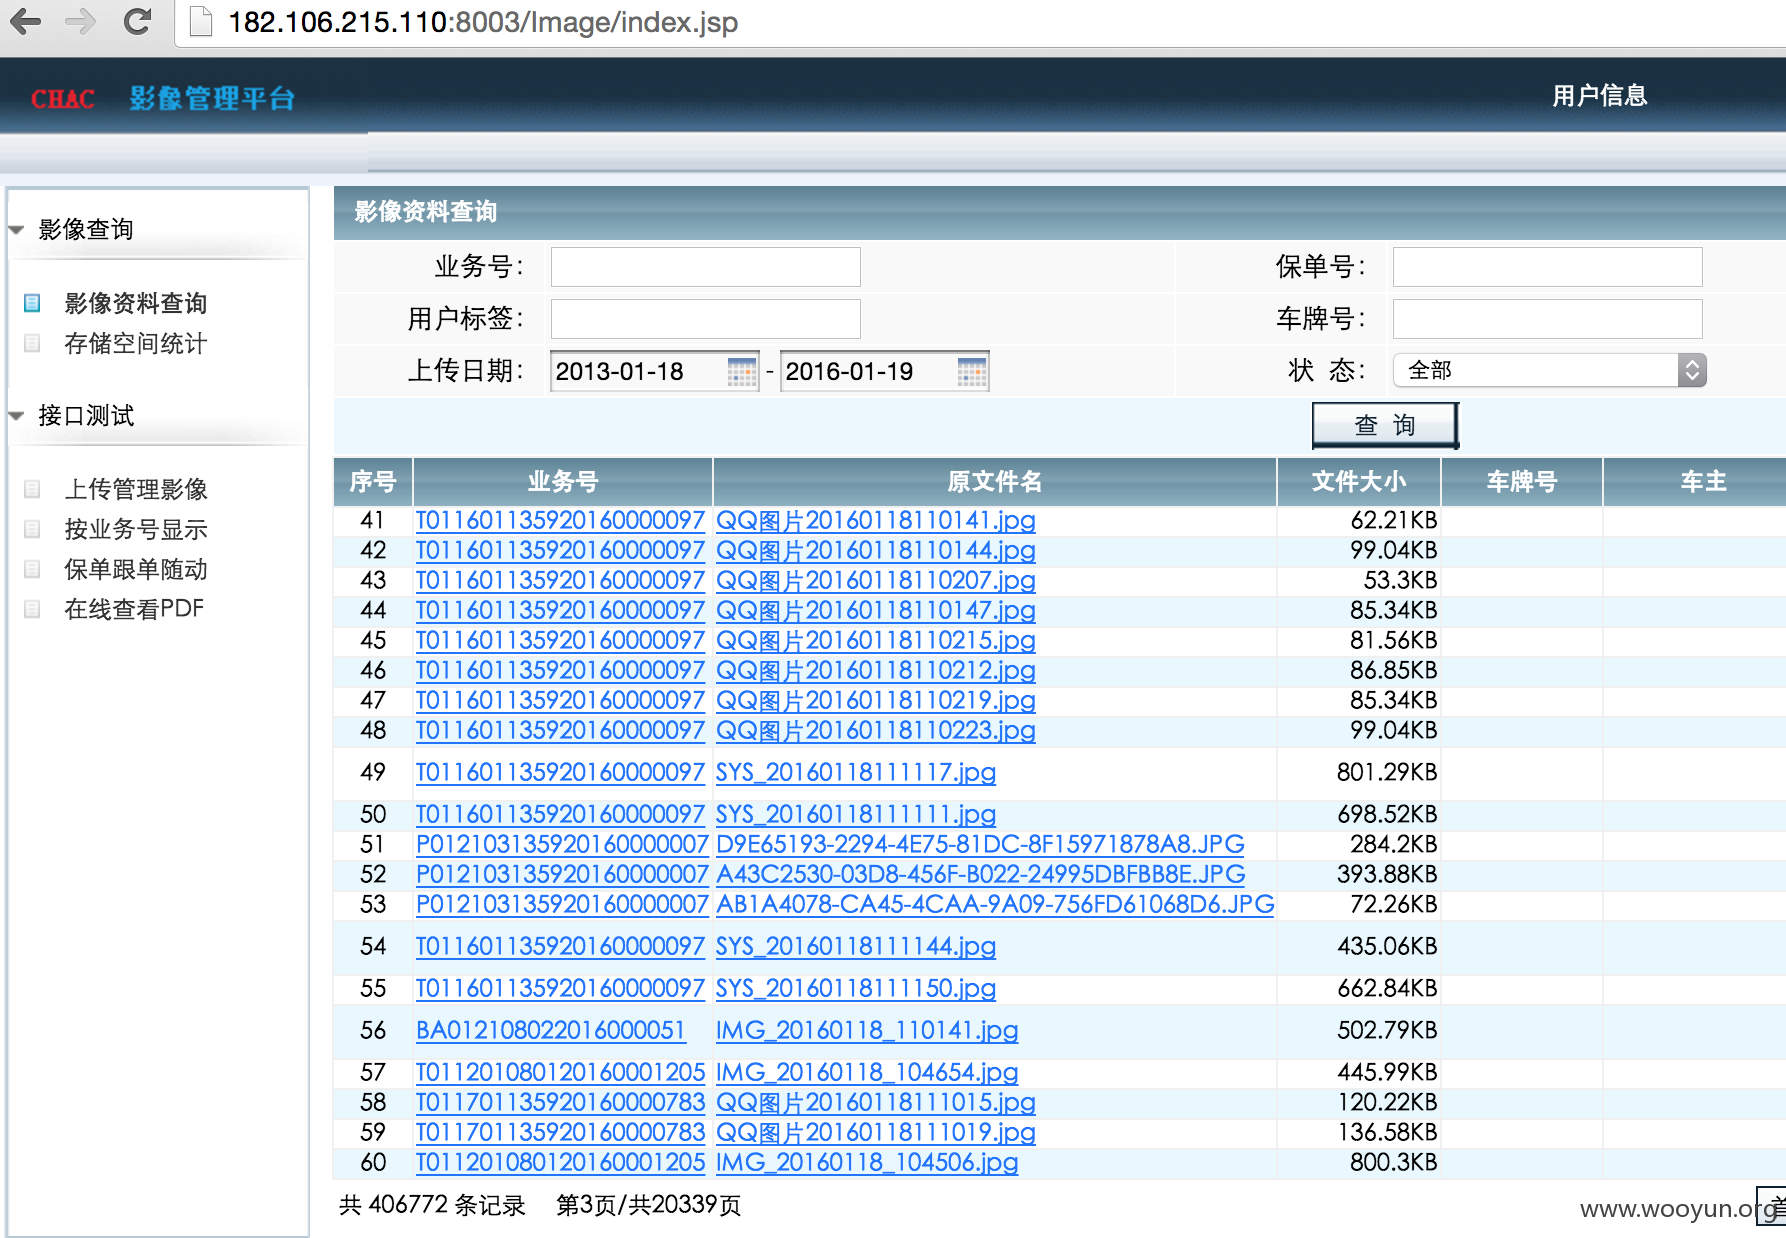 182.106.215.110:8003/Image/index.jsp
CHAC 影像管理平台
用户信息
影像查询
影像资料查询
存储空间统计
接口测试
上传管理影像
按业务号显示
保单跟单随动
在线查看PDF
影像资料查询
业务号: 保单号:
用户标签: 车牌号:
上传日期: 2013-01-18 - 2016-01-19 状 态: 全部
查 询
序号 业务号 原文件名 文件大小 车牌号 车主
41 T011601135920160000097 QQ图片20160118110141.jpg 62.21KB
42 T011601135920160000097 QQ图片20160118110144.jpg 99.04KB
43 T011601135920160000097 QQ图片20160118110207.jpg 53.3KB
44 T011601135920160000097 QQ图片20160118110147.jpg 85.34KB
45 T011601135920160000097 QQ图片20160118110215.jpg 81.56KB
46 T011601135920160000097 QQ图片20160118110212.jpg 86.85KB
47 T011601135920160000097 QQ图片20160118110219.jpg 85.34KB
48 T011601135920160000097 QQ图片20160118110223.jpg 99.04KB
49 T011601135920160000097 SYS_20160118111117.jpg 801.29KB
50 T011601135920160000097 SYS_20160118111111.jpg 698.52KB
51 P012103135920160000007 D9E65193-2294-4E75-81DC-8F15971878A8.JPG 284.2KB
52 P012103135920160000007 A43C2530-03D8-456F-B022-24995DBFBB8E.JPG 393.88KB
53 P012103135920160000007 AB1A4078-CA45-4CAA-9A09-756FD61068D6.JPG 72.26KB
54 T011601135920160000097 SYS_20160118111144.jpg 435.06KB
55 T011601135920160000097 SYS_20160118111150.jpg 662.84KB
56 BA0121080220160000051 IMG_20160118_110141.jpg 502.79KB
57 T011201080120160001205 IMG_20160118_104654.jpg 445.99KB
58 T011701135920160000783 QQ图片20160118111015.jpg 120.22KB
59 T011701135920160000783 QQ图片20160118111019.jpg 136.58KB
60 T011201080120160001205 IMG_20160118_104506.jpg 800.3KB
共 406772 条记录 第3页/共20339页
www.wooyun.org